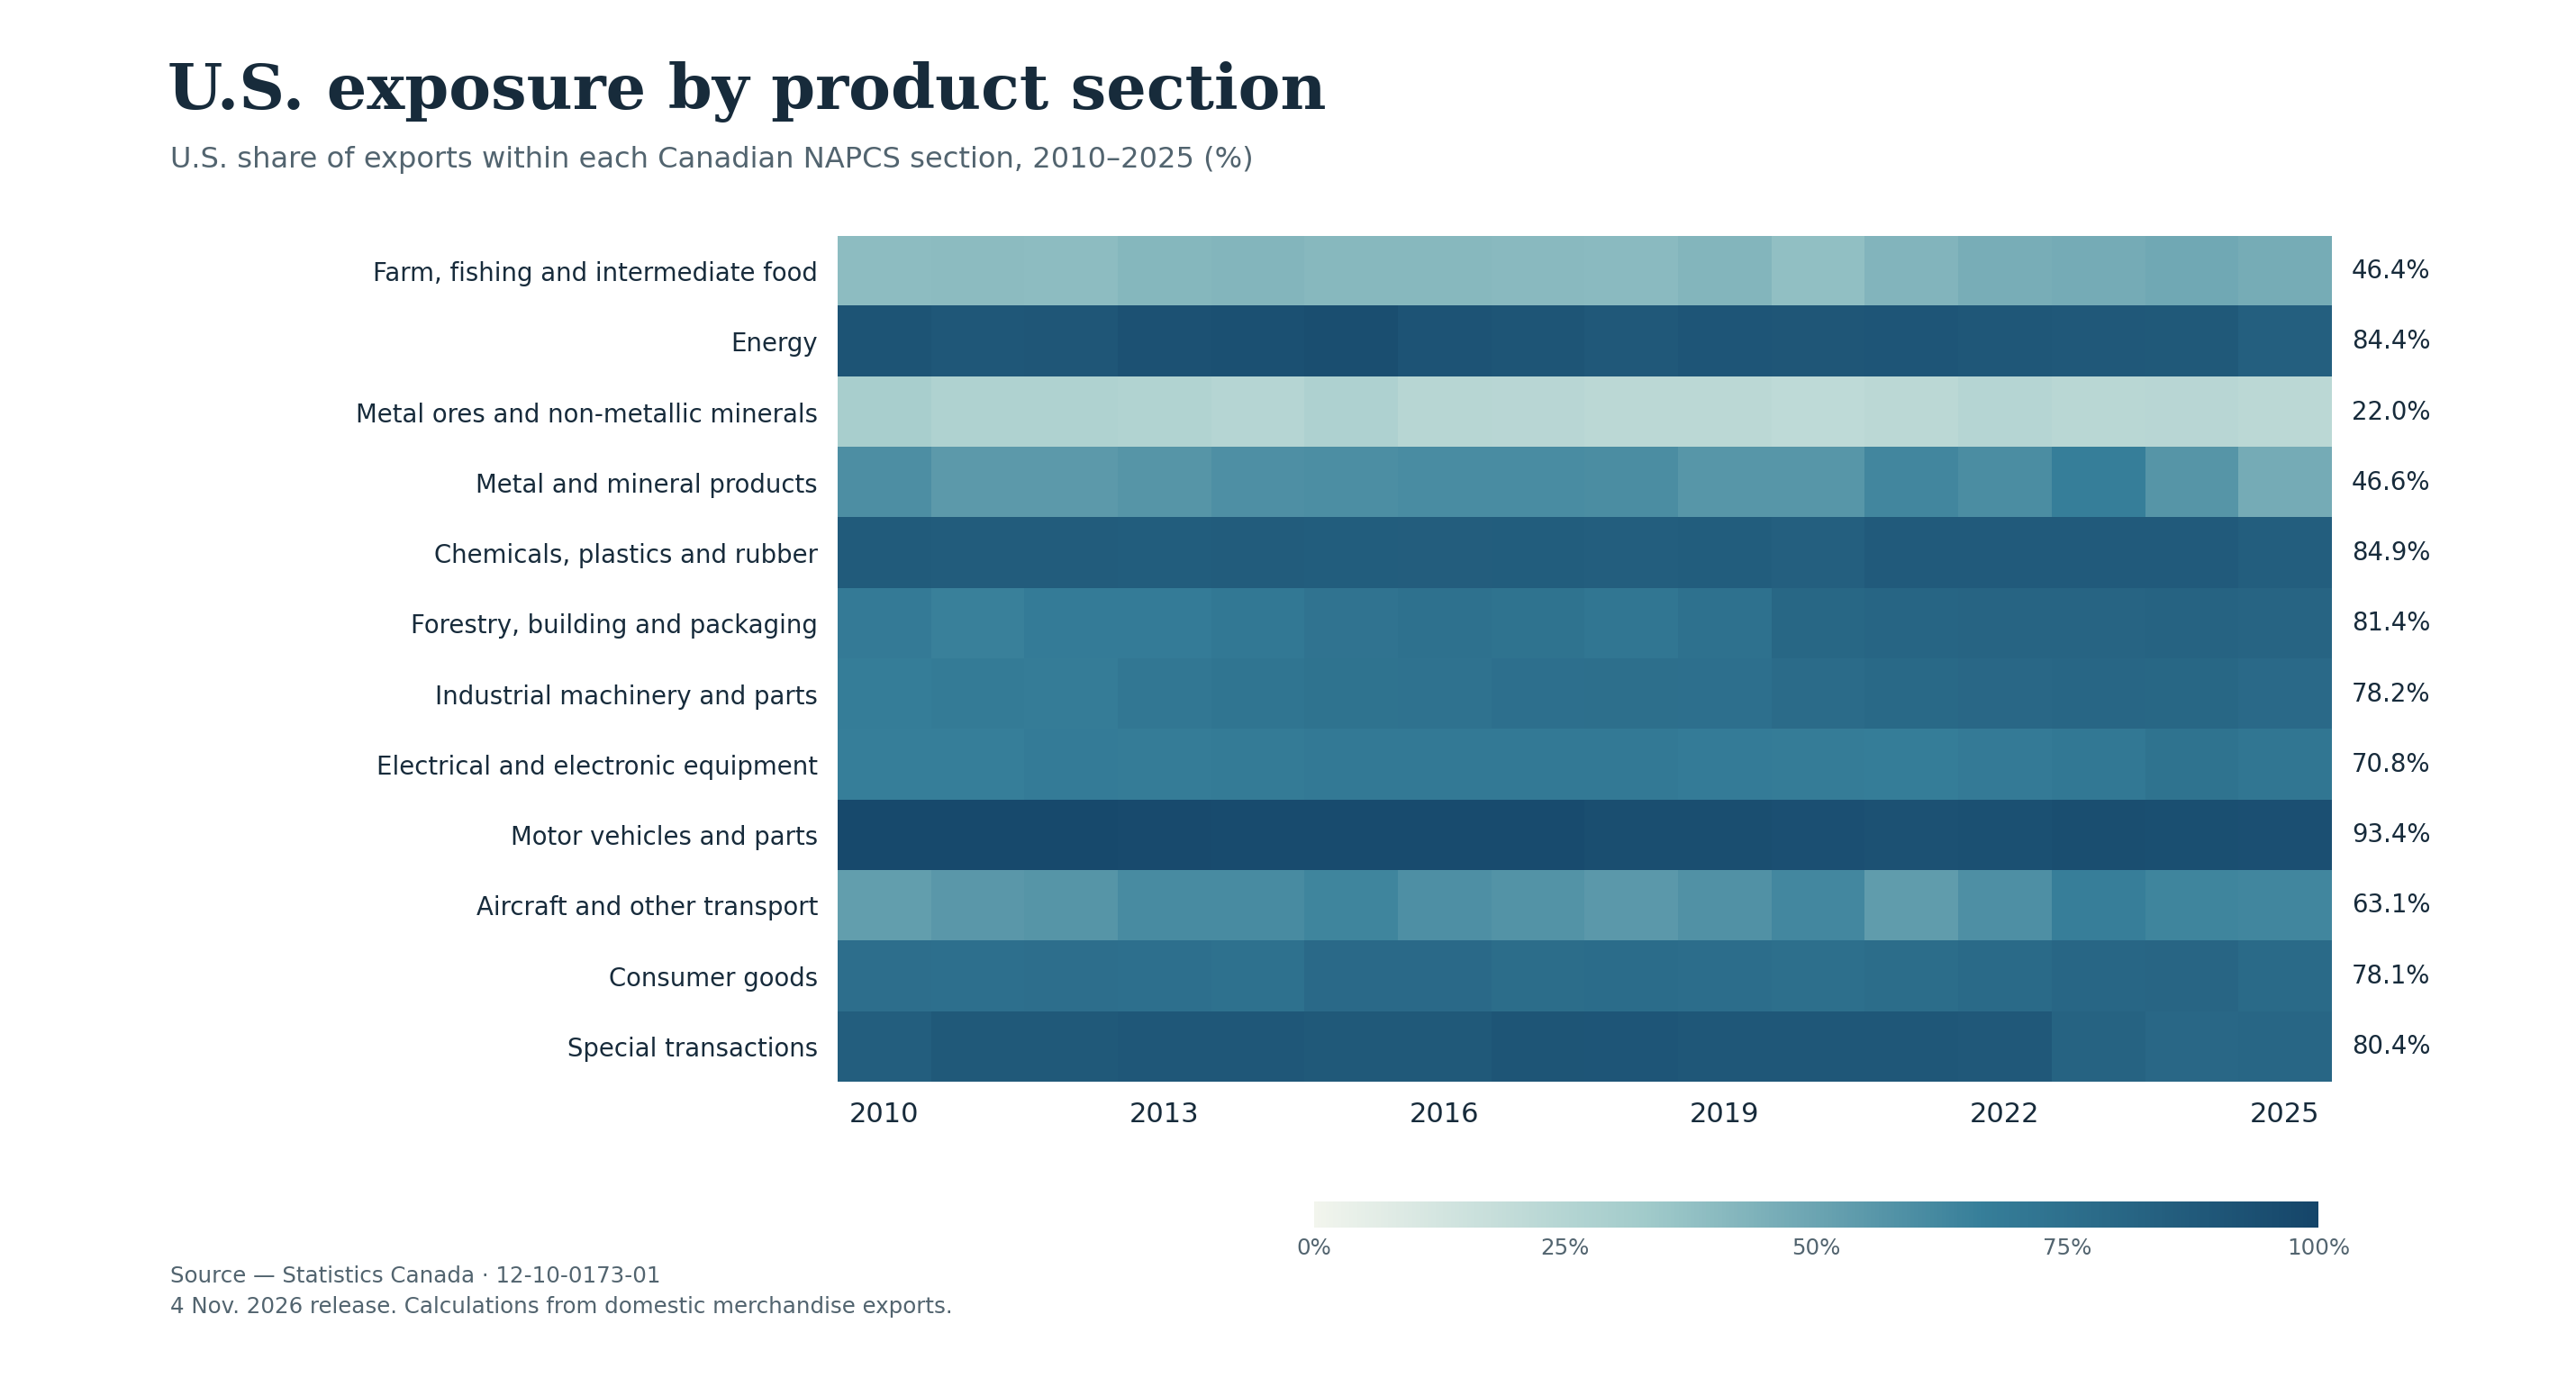 U.S. exposure by product section
U.S. share of exports within each Canadian NAPCS section, 2010–2025 (%)
Farm, fishing and intermediate food 46.4%
Energy 84.4%
Metal ores and non-metallic minerals 22.0%
Metal and mineral products 46.6%
Chemicals, plastics and rubber 84.9%
Forestry, building and packaging 81.4%
Industrial machinery and parts 78.2%
Electrical and electronic equipment 70.8%
Motor vehicles and parts 93.4%
Aircraft and other transport 63.1%
Consumer goods 78.1%
Special transactions 80.4%
2010 2013 2016 2019 2022 2025
0% 25% 50% 75% 100%
Source — Statistics Canada · 12-10-0173-01
4 Nov. 2026 release. Calculations from domestic merchandise exports.